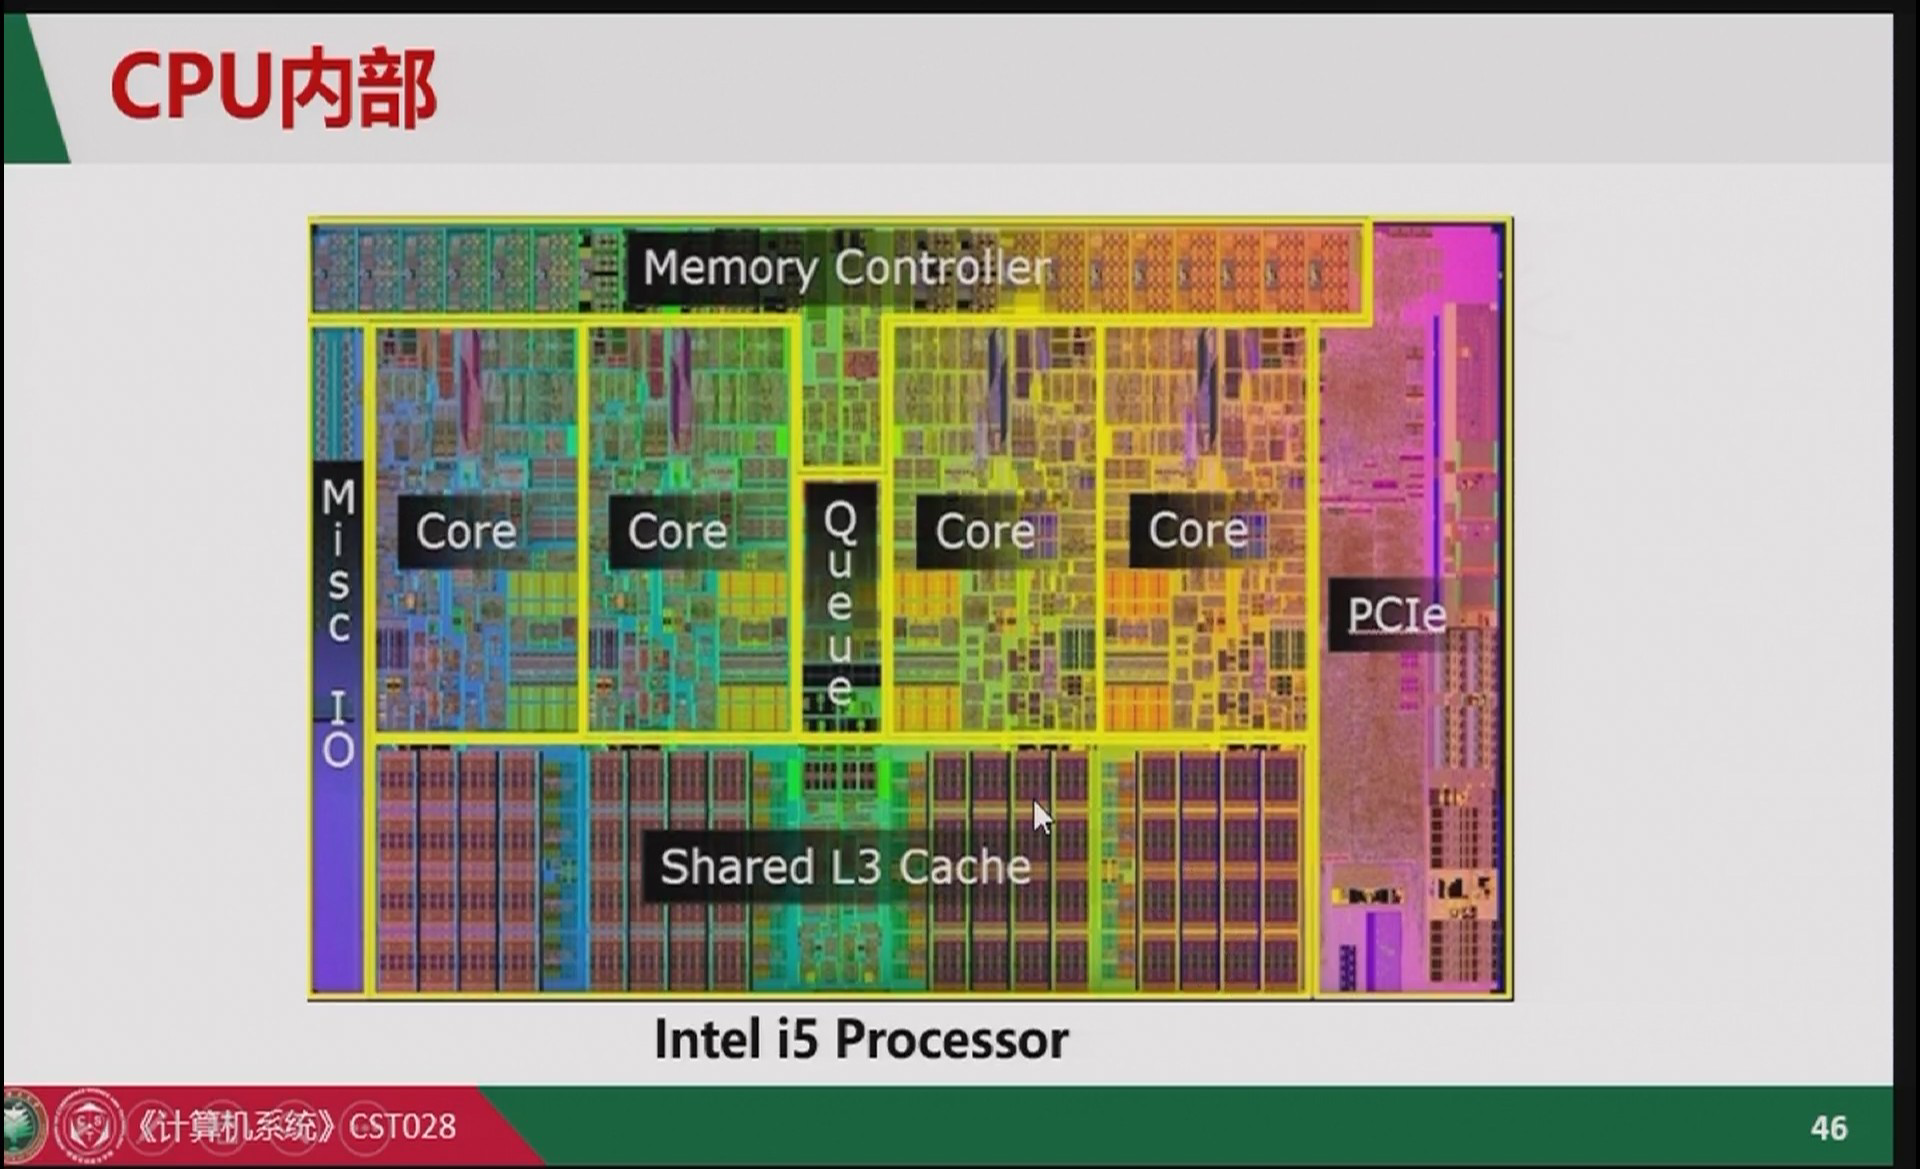 CPU内部
Memory Controller
Misc IO
Core
Core
Queue
Core
Core
PCIe
Shared L3 Cache
Intel i5 Processor
《计算机系统》CST028
46